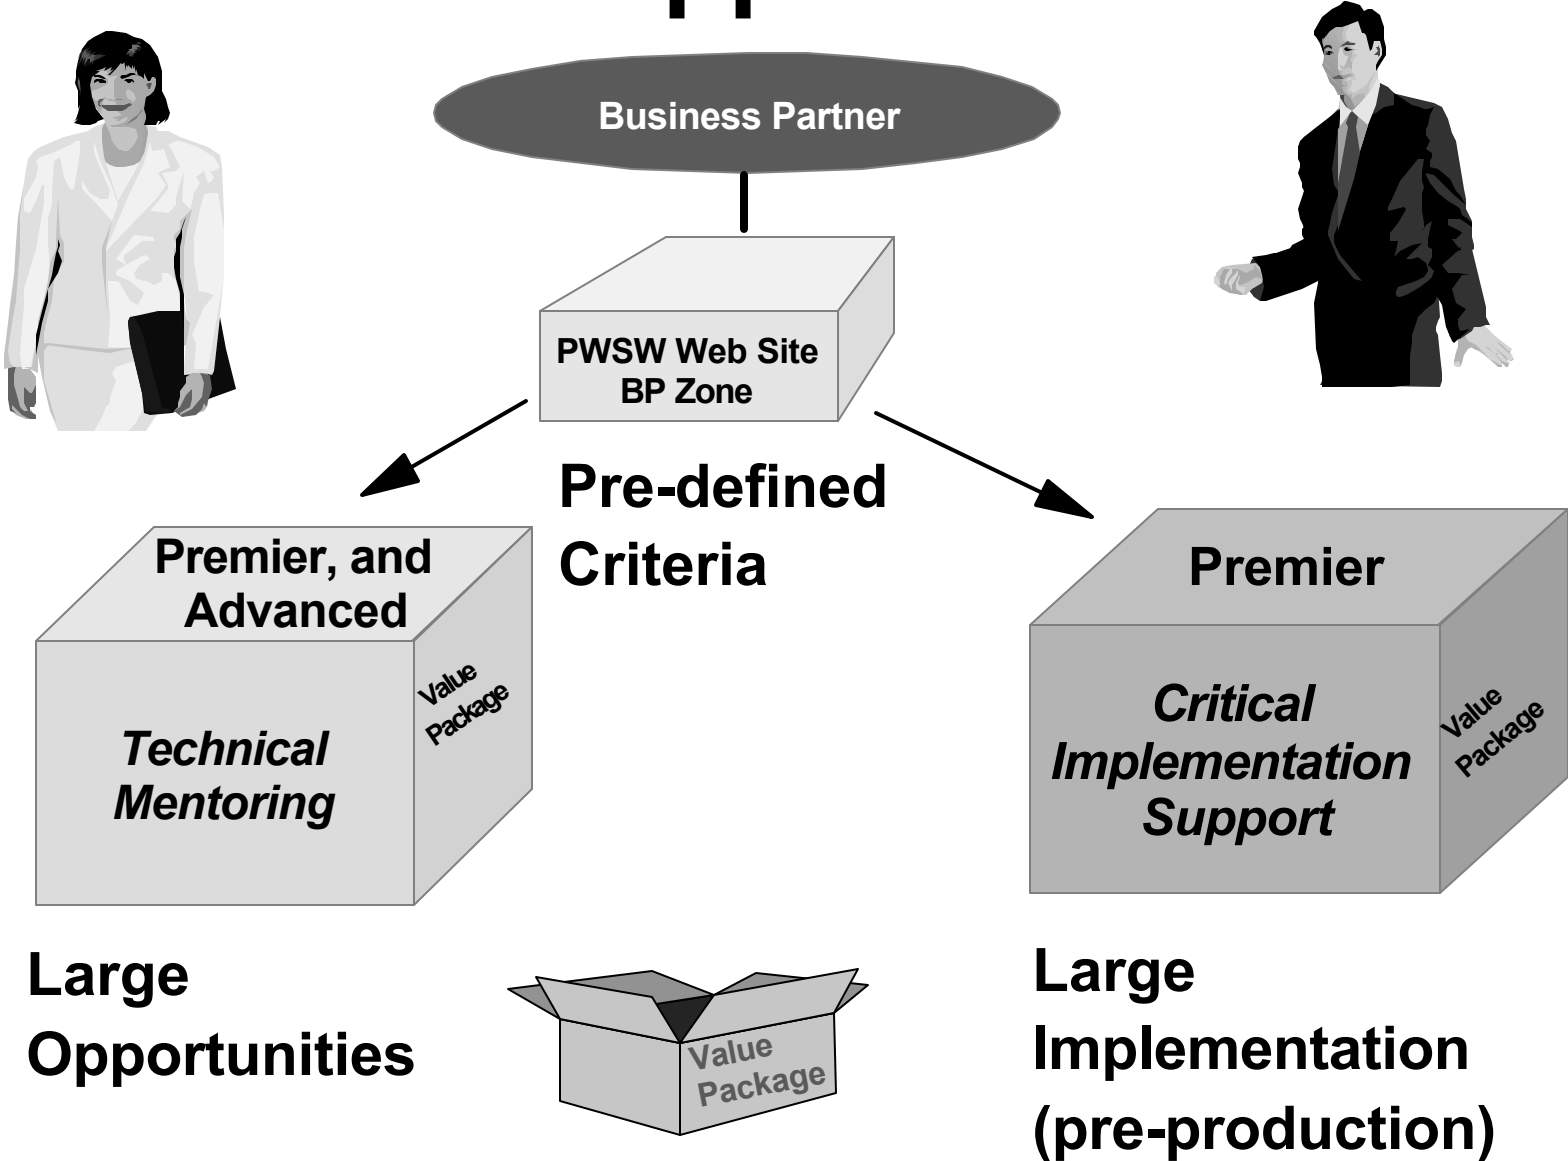 Business Partner
PWSW Web Site
BP Zone
Pre-defined
Criteria
Premier, and
Advanced
Value
Package
Technical
Mentoring
Premier
Critical
Implementation
Support
Value
Package
Large
Opportunities
Value
Package
Large
Implementation
(pre-production)